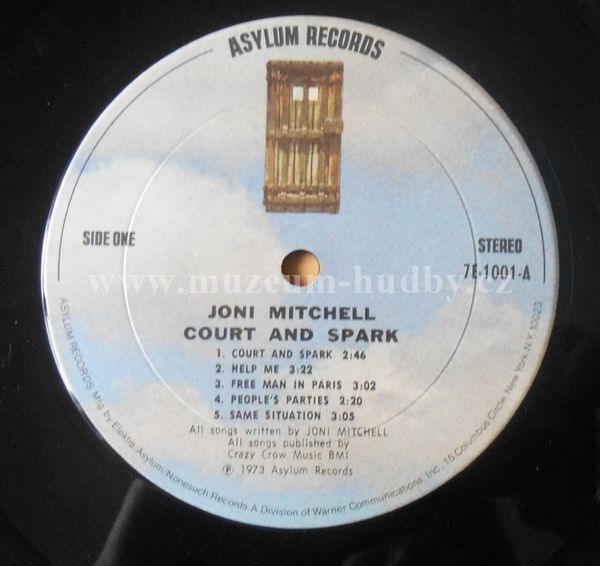 ASYLUM RECORDS
SIDE ONE
STEREO
7E-1001-A
www.muzeum-hudby.cz
JONI MITCHELL
COURT AND SPARK
1. COURT AND SPARK 2:46
2. HELP ME 3:22
3. FREE MAN IN PARIS 3:02
4. PEOPLE'S PARTIES 2:20
5. SAME SITUATION 3:05
All songs written by JONI MITCHELL
All songs published by
Crazy Crow Music BMI
℗ 1973 Asylum Records
ASYLUM RECORDS Mfg. by Elektra/Asylum/Nonesuch Records, A Division of Warner Communications, Inc. 15 Columbus Circle, New York, N.Y. 10023